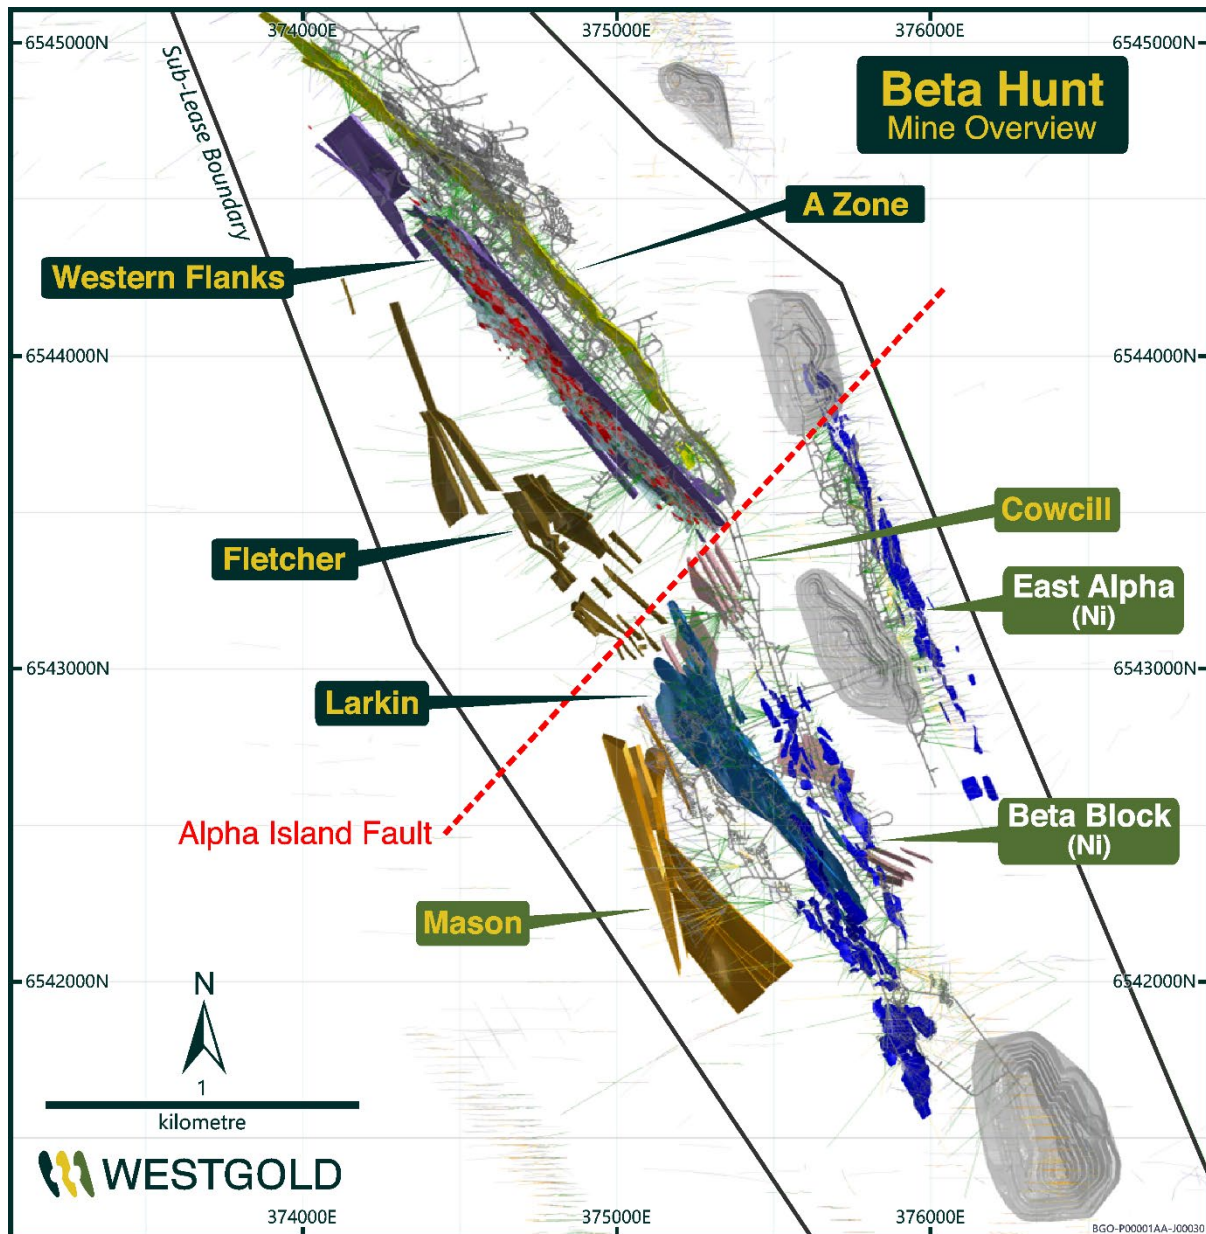 374000E
375000E
376000E
6545000N
6545000N
Sub-Lease Boundary
Beta Hunt
Mine Overview
A Zone
Western Flanks
6544000N
6544000N
Cowcill
Fletcher
East Alpha
(Ni)
6543000N
6543000N
Larkin
Alpha Island Fault
Beta Block
(Ni)
Mason
6542000N
6542000N
N
1
kilometre
WESTGOLD
374000E
375000E
376000E
BGO-P00001AA-J00030